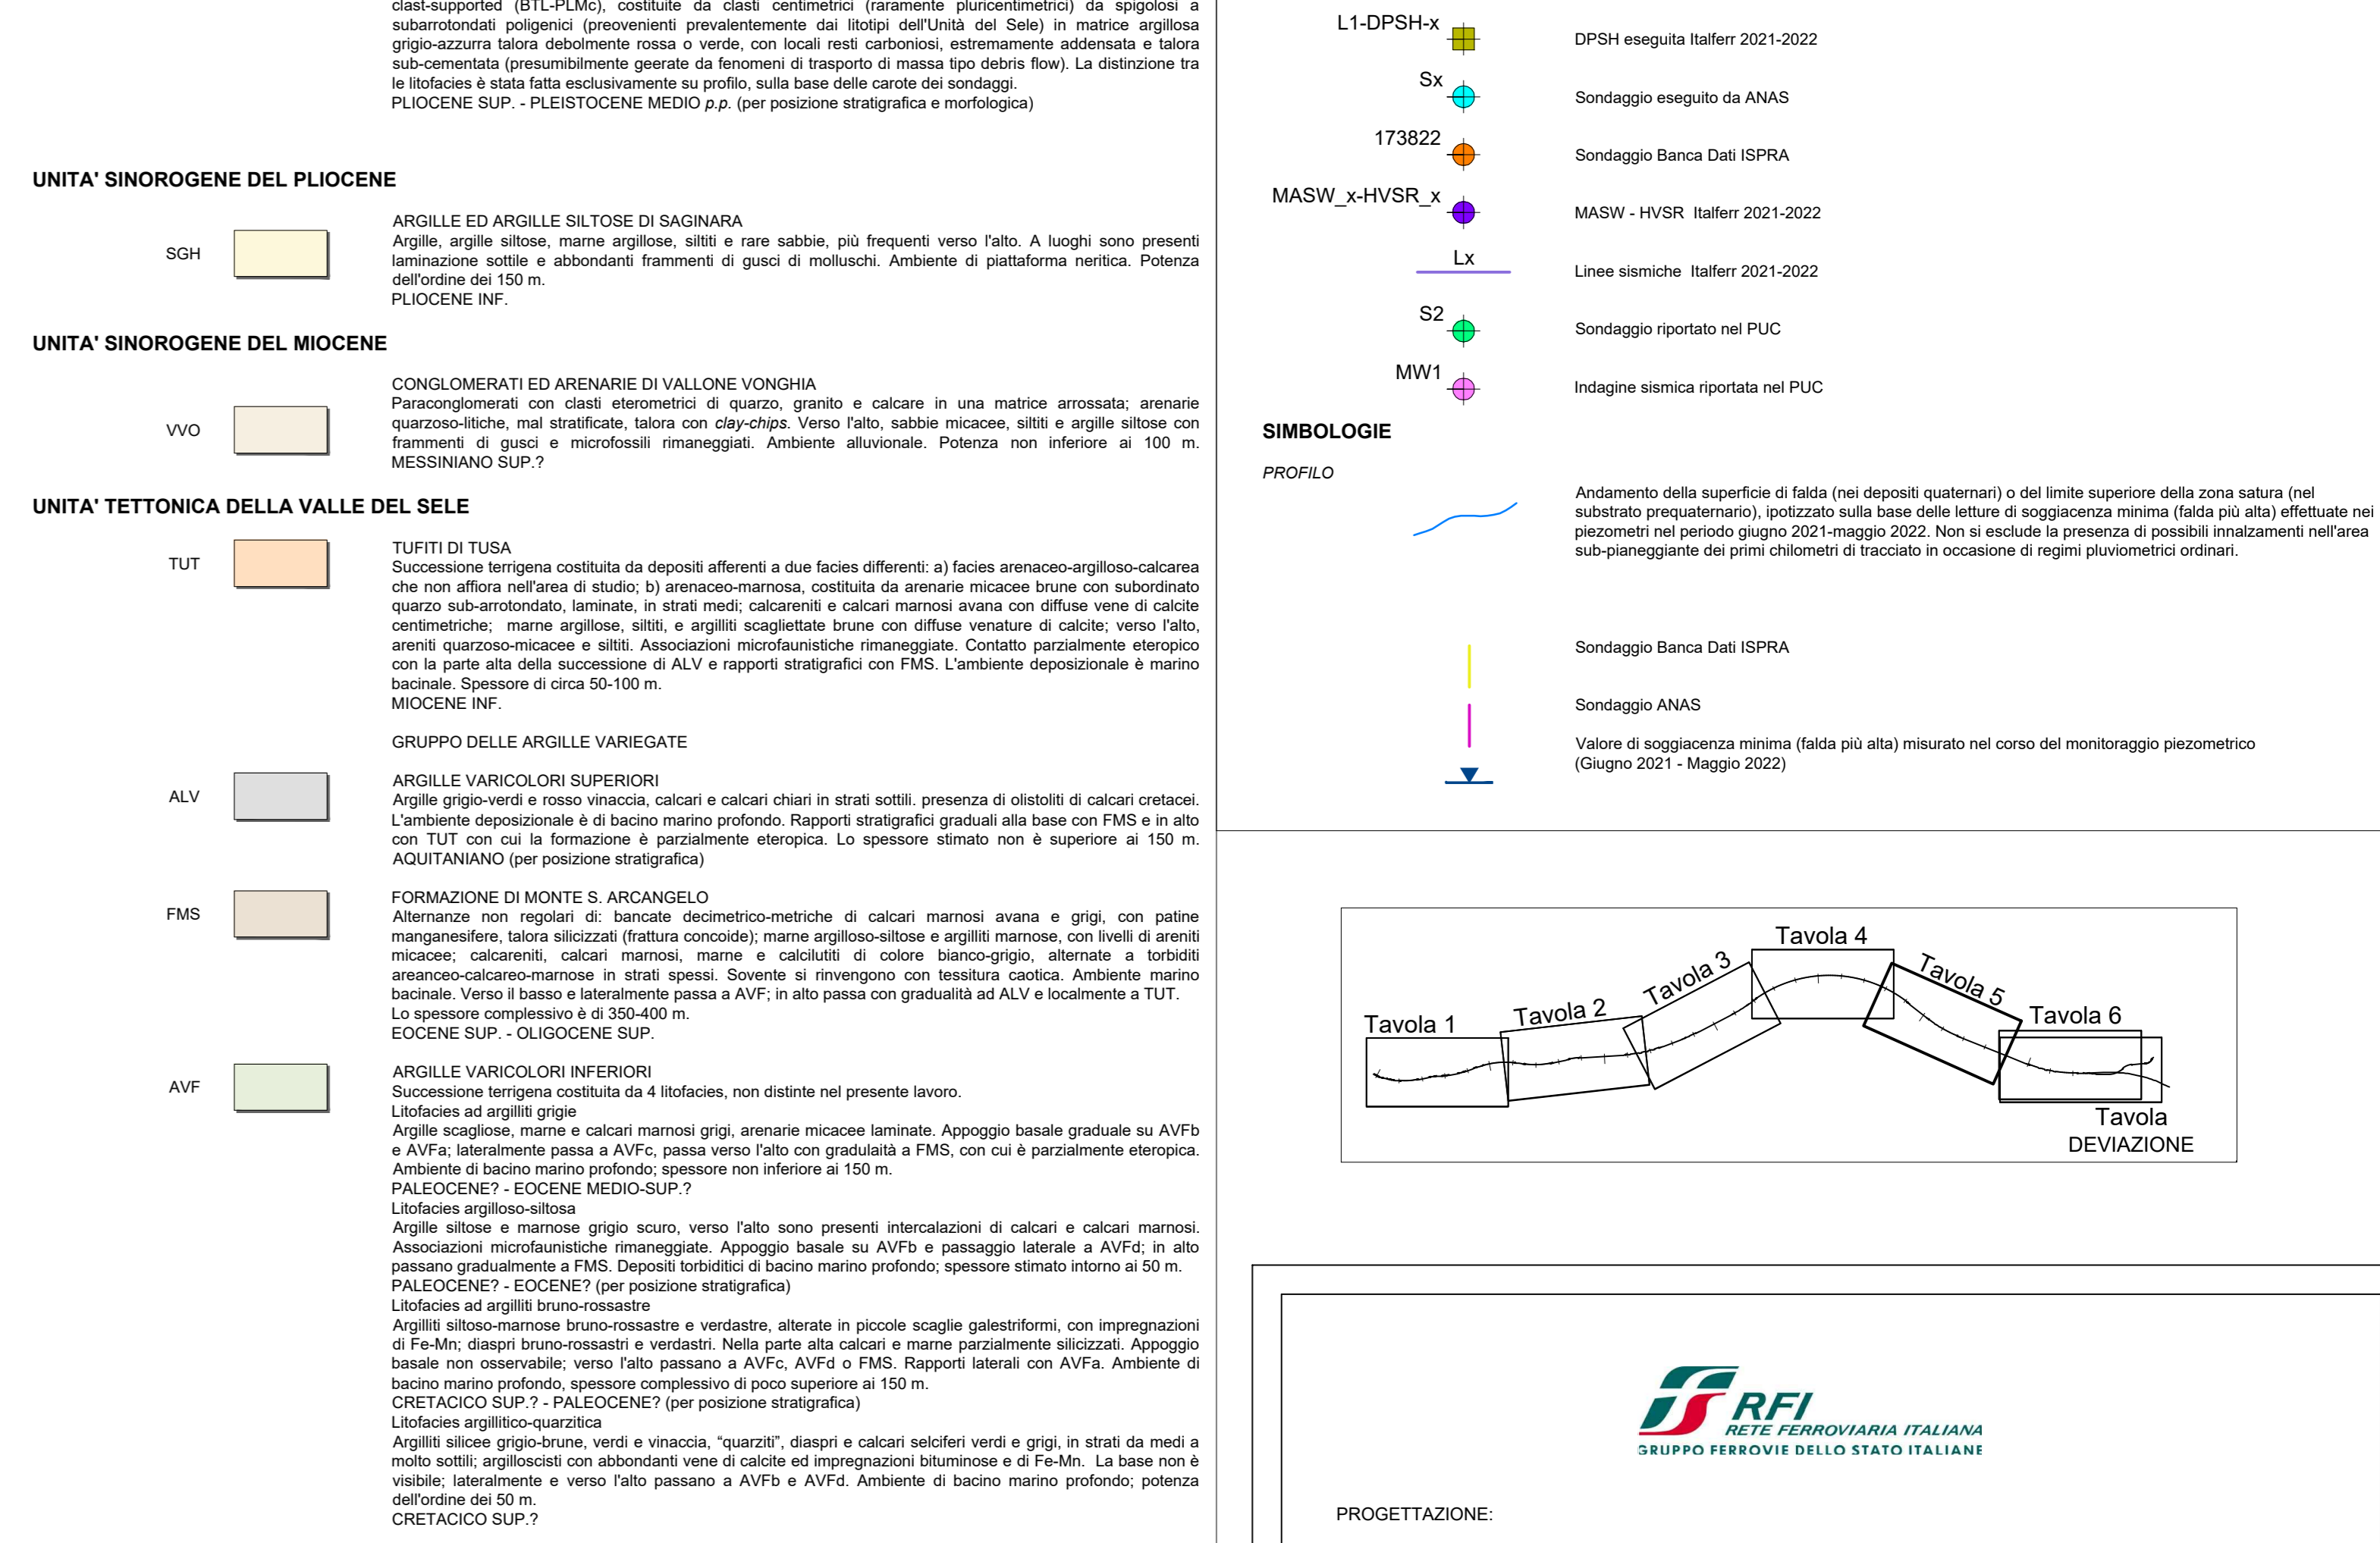 clast-supported (BTL-PLMc), costituite da clasti centimetrici (raramente pluricentimetrici) da spigolosi a
subarrotondati poligenici (preovenienti prevalentemente dai litotipi dell'Unità del Sele) in matrice argillosa
grigio-azzurra talora debolmente rossa o verde, con locali resti carboniosi, estremamente addensata e talora
sub-cementata (presumibilmente geerate da fenomeni di trasporto di massa tipo debris flow). La distinzione tra
le litofacies è stata fatta esclusivamente su profilo, sulla base delle carote dei sondaggi.
PLIOCENE SUP. - PLEISTOCENE MEDIO p.p. (per posizione stratigrafica e morfologica)
UNITA' SINOROGENE DEL PLIOCENE
SGH
ARGILLE ED ARGILLE SILTOSE DI SAGINARA
Argille, argille siltose, marne argillose, siltiti e rare sabbie, più frequenti verso l'alto. A luoghi sono presenti
laminazione sottile e abbondanti frammenti di gusci di molluschi. Ambiente di piattaforma neritica. Potenza
dell'ordine dei 150 m.
PLIOCENE INF.
UNITA' SINOROGENE DEL MIOCENE
VVO
CONGLOMERATI ED ARENARIE DI VALLONE VONGHIA
Paraconglomerati con clasti eterometrici di quarzo, granito e calcare in una matrice arrossata; arenarie
quarzoso-litiche, mal stratificate, talora con clay-chips. Verso l'alto, sabbie micacee, siltiti e argille siltose con
frammenti di gusci e microfossili rimaneggiati. Ambiente alluvionale. Potenza non inferiore ai 100 m.
MESSINIANO SUP.?
UNITA' TETTONICA DELLA VALLE DEL SELE
TUT
TUFITI DI TUSA
Successione terrigena costituita da depositi afferenti a due facies differenti: a) facies arenaceo-argilloso-calcarea
che non affiora nell'area di studio; b) arenaceo-marnosa, costituita da arenarie micacee brune con subordinato
quarzo sub-arrotondato, laminate, in strati medi; calcareniti e calcari marnosi avana con diffuse vene di calcite
centimetriche; marne argillose, siltiti, e argilliti scagliettate brune con diffuse venature di calcite; verso l'alto,
areniti quarzoso-micacee e siltiti. Associazioni microfaunistiche rimaneggiate. Contatto parzialmente eteropico
con la parte alta della successione di ALV e rapporti stratigrafici con FMS. L'ambiente deposizionale è marino
bacinale. Spessore di circa 50-100 m.
MIOCENE INF.
GRUPPO DELLE ARGILLE VARIEGATE
ALV
ARGILLE VARICOLORI SUPERIORI
Argille grigio-verdi e rosso vinaccia, calcari e calcari chiari in strati sottili. presenza di olistoliti di calcari cretacei.
L'ambiente deposizionale è di bacino marino profondo. Rapporti stratigrafici graduali alla base con FMS e in alto
con TUT con cui la formazione è parzialmente eteropica. Lo spessore stimato non è superiore ai 150 m.
AQUITANIANO (per posizione stratigrafica)
FMS
FORMAZIONE DI MONTE S. ARCANGELO
Alternanze non regolari di: bancate decimetrico-metriche di calcari marnosi avana e grigi, con patine
manganesifere, talora silicizzati (frattura concoide); marne argilloso-siltose e argilliti marnose, con livelli di areniti
micacee; calcareniti, calcari marnosi, marne e calcilutiti di colore bianco-grigio, alternate a torbiditi
areanceo-calcareo-marnose in strati spessi. Sovente si rinvengono con tessitura caotica. Ambiente marino
bacinale. Verso il basso e lateralmente passa a AVF; in alto passa con gradualità ad ALV e localmente a TUT.
Lo spessore complessivo è di 350-400 m.
EOCENE SUP. - OLIGOCENE SUP.
AVF
ARGILLE VARICOLORI INFERIORI
Successione terrigena costituita da 4 litofacies, non distinte nel presente lavoro.
Litofacies ad argilliti grigie
Argille scagliose, marne e calcari marnosi grigi, arenarie micacee laminate. Appoggio basale graduale su AVFb
e AVFa; lateralmente passa a AVFc, passa verso l'alto con gradulaità a FMS, con cui è parzialmente eteropica.
Ambiente di bacino marino profondo; spessore non inferiore ai 150 m.
PALEOCENE? - EOCENE MEDIO-SUP.?
Litofacies argilloso-siltosa
Argille siltose e marnose grigio scuro, verso l'alto sono presenti intercalazioni di calcari e calcari marnosi.
Associazioni microfaunistiche rimaneggiate. Appoggio basale su AVFb e passaggio laterale a AVFd; in alto
passano gradualmente a FMS. Depositi torbiditici di bacino marino profondo; spessore stimato intorno ai 50 m.
PALEOCENE? - EOCENE? (per posizione stratigrafica)
Litofacies ad argilliti bruno-rossastre
Argilliti siltoso-marnose bruno-rossastre e verdastre, alterate in piccole scaglie galestriformi, con impregnazioni
di Fe-Mn; diaspri bruno-rossastri e verdastri. Nella parte alta calcari e marne parzialmente silicizzati. Appoggio
basale non osservabile; verso l'alto passano a AVFc, AVFd o FMS. Rapporti laterali con AVFa. Ambiente di
bacino marino profondo, spessore complessivo di poco superiore ai 150 m.
CRETACICO SUP.? - PALEOCENE? (per posizione stratigrafica)
Litofacies argillitico-quarzitica
Argilliti silicee grigio-brune, verdi e vinaccia, “quarziti”, diaspri e calcari selciferi verdi e grigi, in strati da medi a
molto sottili; argilloscisti con abbondanti vene di calcite ed impregnazioni bituminose e di Fe-Mn. La base non è
visibile; lateralmente e verso l'alto passano a AVFb e AVFd. Ambiente di bacino marino profondo; potenza
dell'ordine dei 50 m.
CRETACICO SUP.?
L1-DPSH-x
DPSH eseguita Italferr 2021-2022
Sx
Sondaggio eseguito da ANAS
173822
Sondaggio Banca Dati ISPRA
MASW_x-HVSR_x
MASW - HVSR Italferr 2021-2022
Lx
Linee sismiche Italferr 2021-2022
S2
Sondaggio riportato nel PUC
MW1
Indagine sismica riportata nel PUC
SIMBOLOGIE
PROFILO
Andamento della superficie di falda (nei depositi quaternari) o del limite superiore della zona satura (nel
substrato prequaternario), ipotizzato sulla base delle letture di soggiacenza minima (falda più alta) effettuate nei
piezometri nel periodo giugno 2021-maggio 2022. Non si esclude la presenza di possibili innalzamenti nell'area
sub-pianeggiante dei primi chilometri di tracciato in occasione di regimi pluviometrici ordinari.
Sondaggio Banca Dati ISPRA
Sondaggio ANAS
Valore di soggiacenza minima (falda più alta) misurato nel corso del monitoraggio piezometrico
(Giugno 2021 - Maggio 2022)
Tavola 1
Tavola 2
Tavola 3
Tavola 4
Tavola 5
Tavola 6
Tavola
DEVIAZIONE
RFI
RETE FERROVIARIA ITALIANA
GRUPPO FERROVIE DELLO STATO ITALIANE
PROGETTAZIONE: